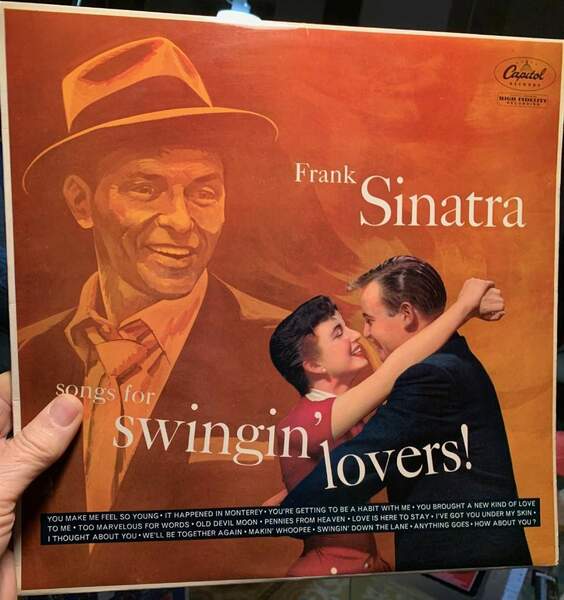 Capitol
RECORDS
HIGH FIDELITY
RECORDING
Frank
Sinatra
songs for
swingin'
lovers!
YOU MAKE ME FEEL SO YOUNG • IT HAPPENED IN MONTEREY • YOU'RE GETTING TO BE A HABIT WITH ME • YOU BROUGHT A NEW KIND OF LOVE
TO ME • TOO MARVELOUS FOR WORDS • OLD DEVIL MOON • PENNIES FROM HEAVEN • LOVE IS HERE TO STAY • I'VE GOT YOU UNDER MY SKIN •
I THOUGHT ABOUT YOU • WE'LL BE TOGETHER AGAIN • MAKIN' WHOOPEE • SWINGIN' DOWN THE LANE • ANYTHING GOES • HOW ABOUT YOU?